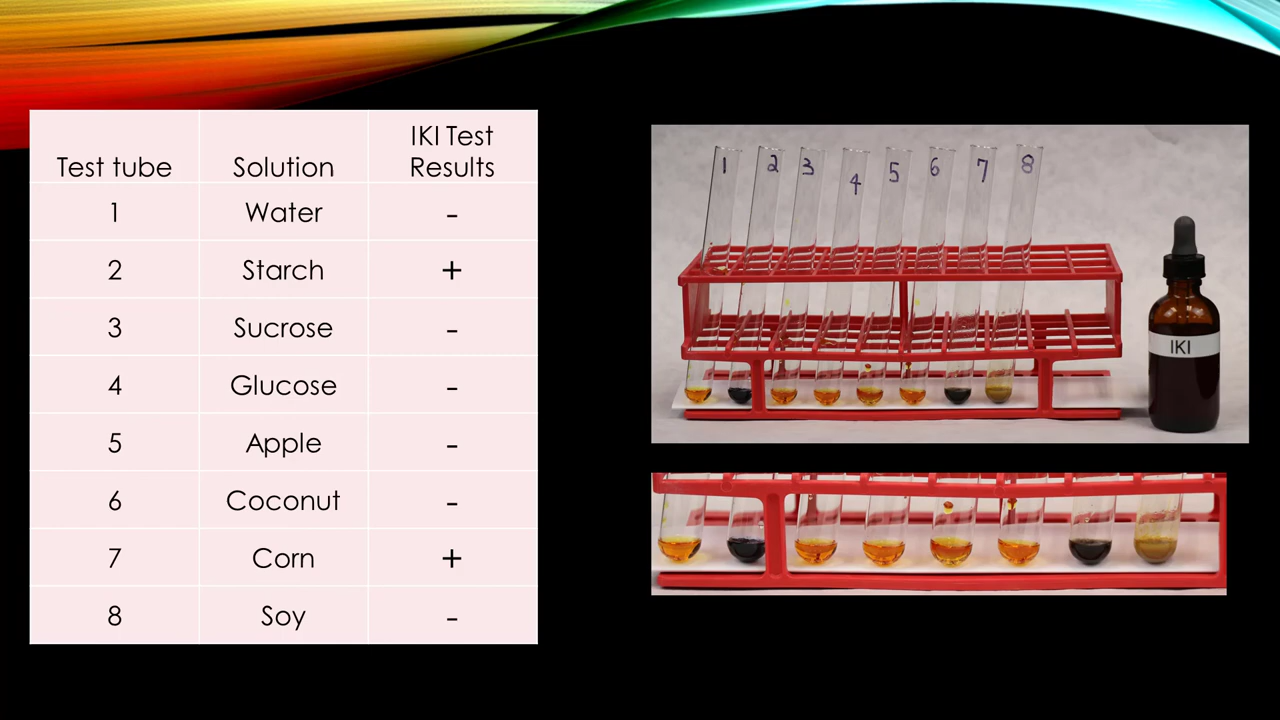 IKI Test
Test tube Solution Results
1 Water -
2 Starch +
3 Sucrose -
4 Glucose -
5 Apple -
6 Coconut -
7 Corn +
8 Soy -
1 2 3 4 5 6 7 8
IKI